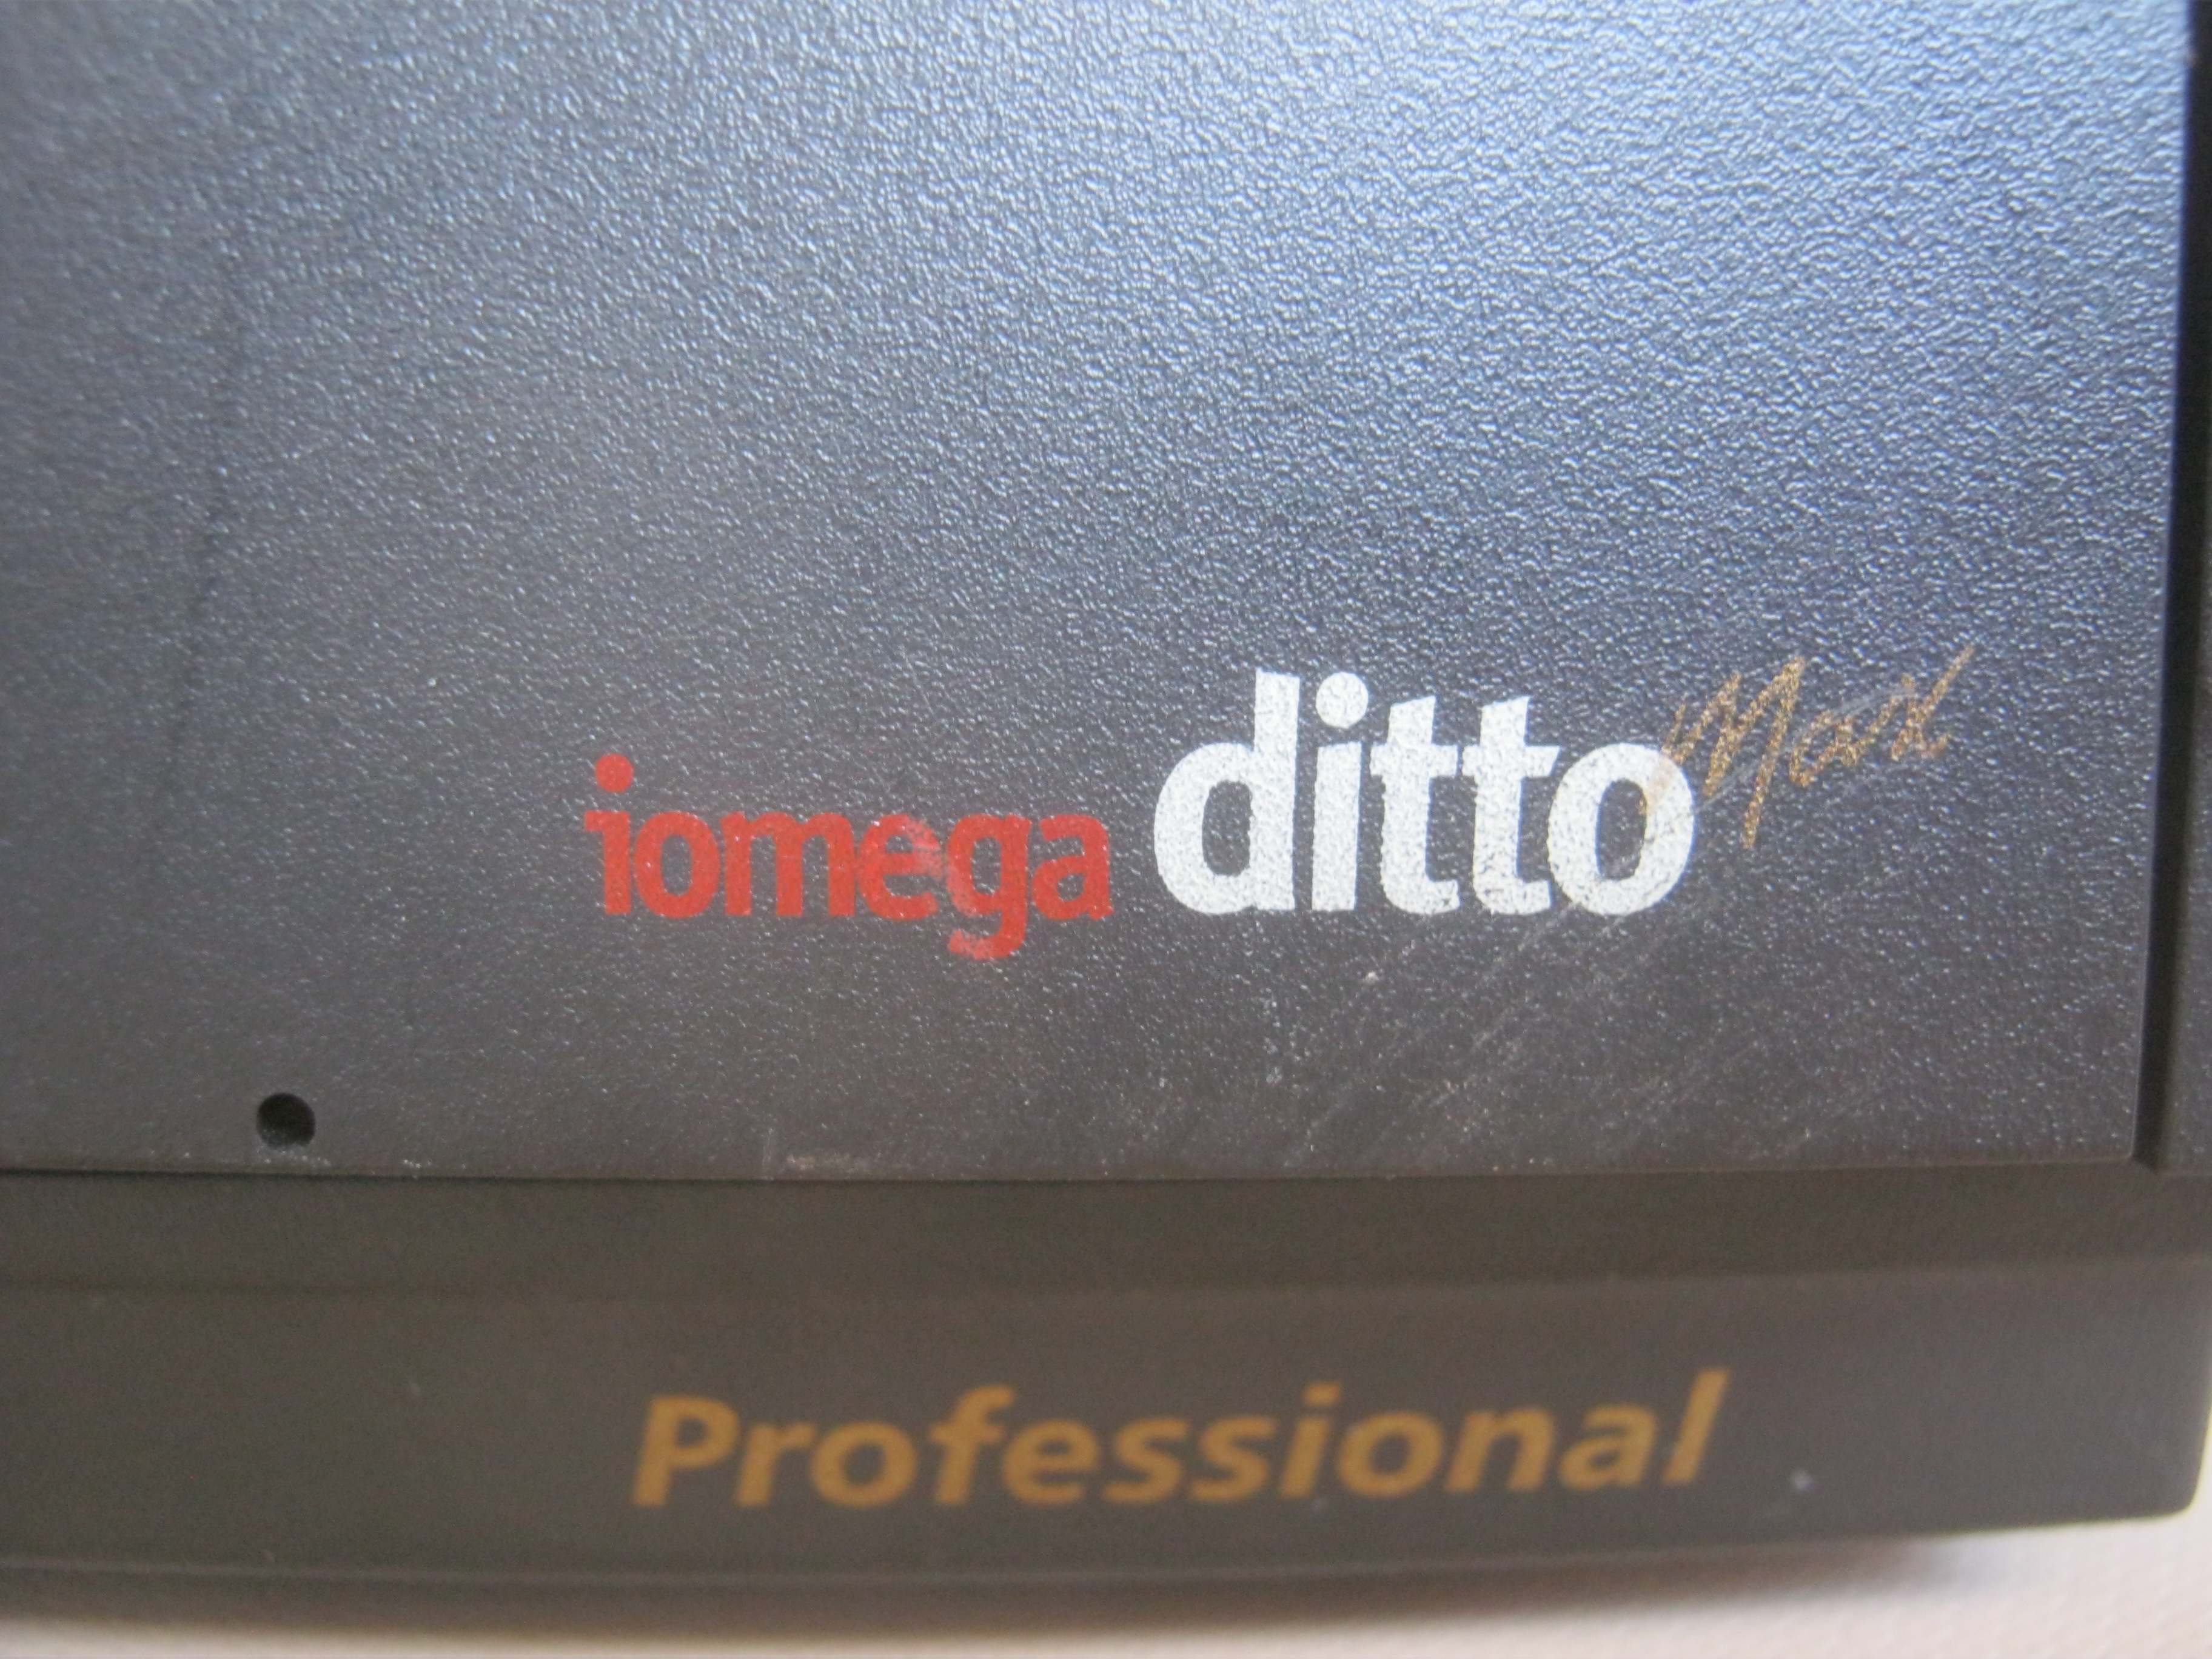 iomega ditto Max
Professional